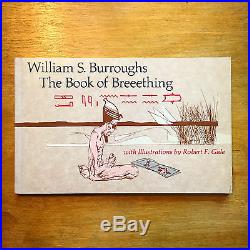 William S. Burroughs
The Book of Breeething
with Illustrations by Robert F. Gale